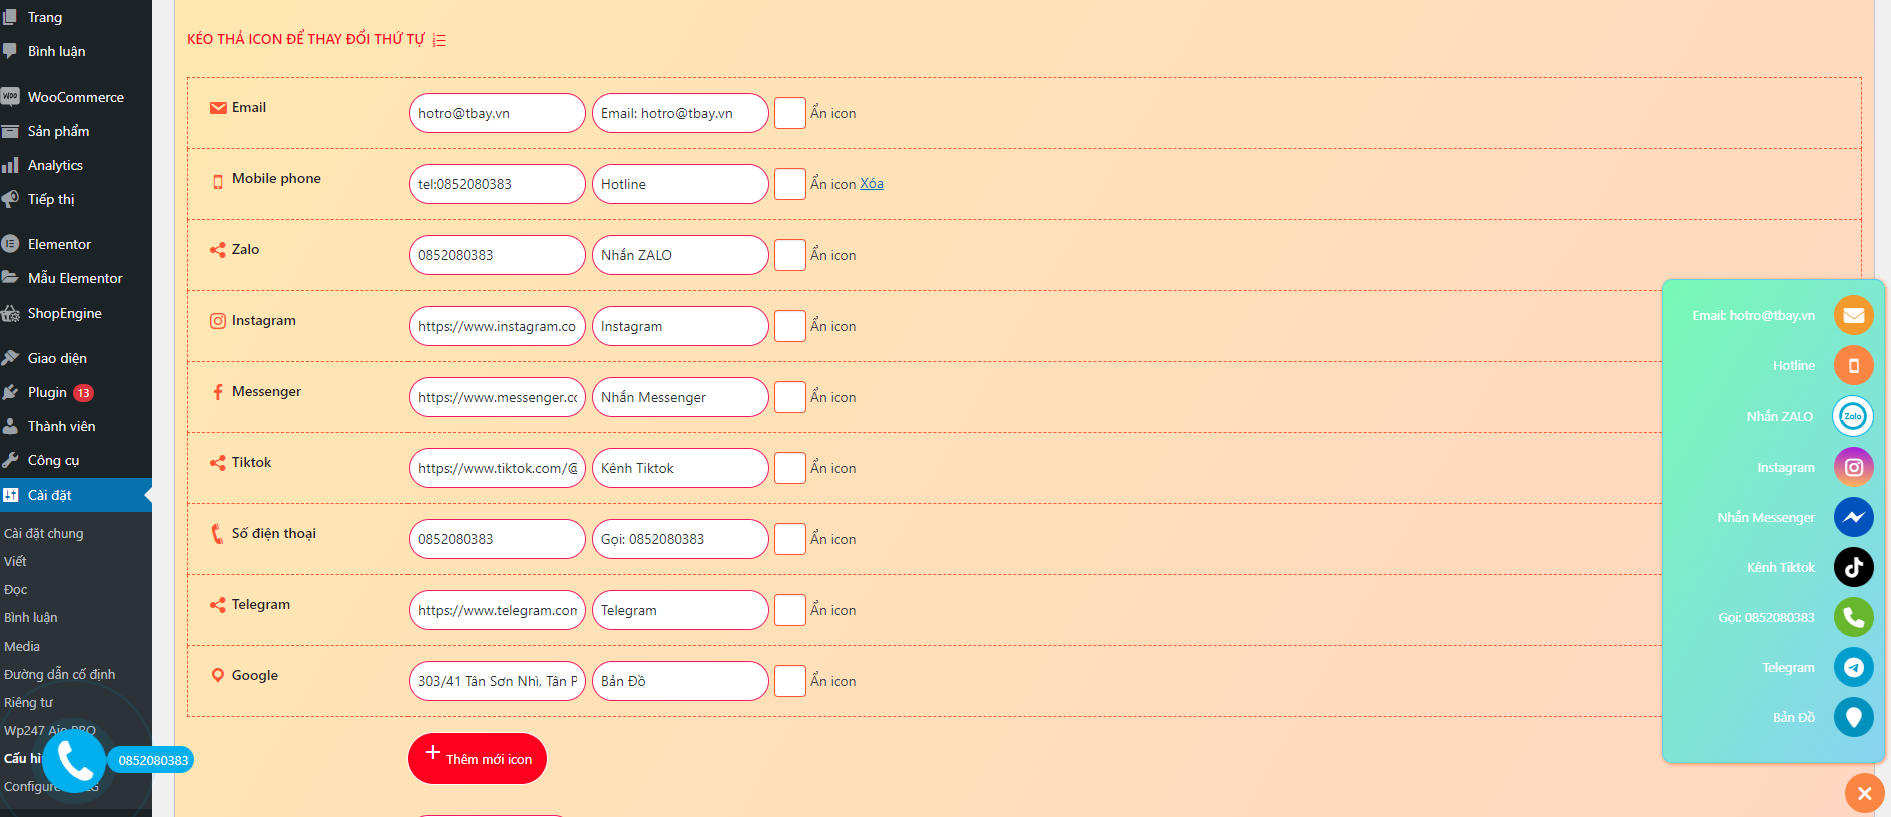 Trang
Bình luận
WooCommerce
Sản phẩm
Analytics
Tiếp thị
Elementor
Mẫu Elementor
ShopEngine
Giao diện
Plugin 13
Thành viên
Công cụ
Cài đặt
Cài đặt chung
Viết
Đọc
Bình luận
Media
Đường dẫn cố định
Riêng tư
Wp247 Aio PRO
Cấu hì
Configure
0852080383
KÉO THẢ ICON ĐỂ THAY ĐỔI THỨ TỰ
Email hotro@tbay.vn Email: hotro@tbay.vn Ẩn icon
Mobile phone tel:0852080383 Hotline Ẩn icon Xóa
Zalo 0852080383 Nhắn ZALO Ẩn icon
Instagram https://www.instagram.co Instagram Ẩn icon
Messenger https://www.messenger.co Nhắn Messenger Ẩn icon
Tiktok https://www.tiktok.com/@ Kênh Tiktok Ẩn icon
Số điện thoại 0852080383 Gọi: 0852080383 Ẩn icon
Telegram https://www.telegram.com Telegram Ẩn icon
Google 303/41 Tân Sơn Nhì, Tân P Bản Đồ Ẩn icon
+ Thêm mới icon
Email: hotro@tbay.vn
Hotline
Nhắn ZALO Zalo
Instagram
Nhắn Messenger
Kênh Tiktok
Gọi: 0852080383
Telegram
Bản Đồ